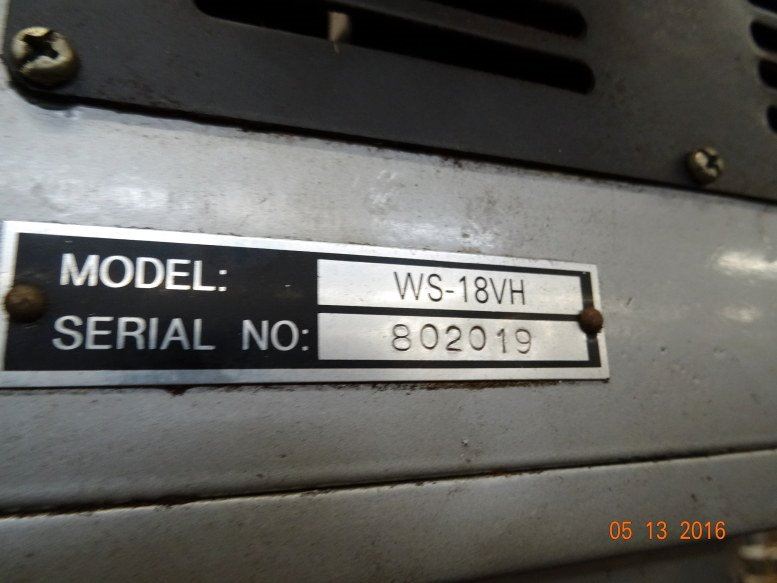 MODEL: WS-18VH
SERIAL NO: 802019
05 13 2016